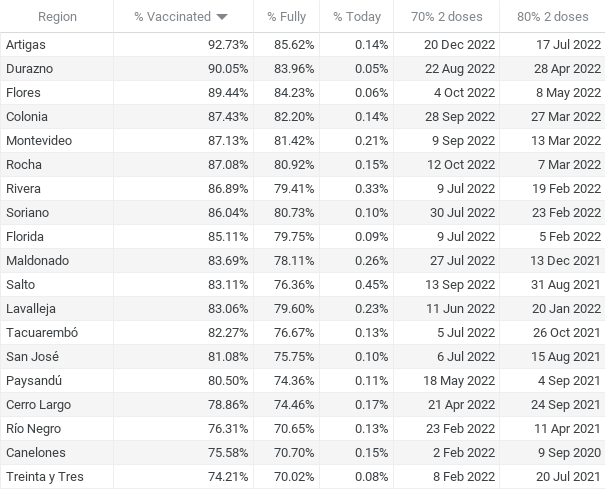 Region % Vaccinated % Fully % Today 70% 2 doses 80% 2 doses
Artigas 92.73% 85.62% 0.14% 20 Dec 2022 17 Jul 2022
Durazno 90.05% 83.96% 0.05% 22 Aug 2022 28 Apr 2022
Flores 89.44% 84.23% 0.06% 4 Oct 2022 8 May 2022
Colonia 87.43% 82.20% 0.14% 28 Sep 2022 27 Mar 2022
Montevideo 87.13% 81.42% 0.21% 9 Sep 2022 13 Mar 2022
Rocha 87.08% 80.92% 0.15% 12 Oct 2022 7 Mar 2022
Rivera 86.89% 79.41% 0.33% 9 Jul 2022 19 Feb 2022
Soriano 86.04% 80.73% 0.10% 30 Jul 2022 23 Feb 2022
Florida 85.11% 79.75% 0.09% 9 Jul 2022 5 Feb 2022
Maldonado 83.69% 78.11% 0.26% 27 Jul 2022 13 Dec 2021
Salto 83.11% 76.36% 0.45% 13 Sep 2022 31 Aug 2021
Lavalleja 83.06% 79.60% 0.23% 11 Jun 2022 20 Jan 2022
Tacuarembó 82.27% 76.67% 0.13% 5 Jul 2022 26 Oct 2021
San José 81.08% 75.75% 0.10% 6 Jul 2022 15 Aug 2021
Paysandú 80.50% 74.36% 0.11% 18 May 2022 4 Sep 2021
Cerro Largo 78.86% 74.46% 0.17% 21 Apr 2022 24 Sep 2021
Río Negro 76.31% 70.65% 0.13% 23 Feb 2022 11 Apr 2021
Canelones 75.58% 70.70% 0.15% 2 Feb 2022 9 Sep 2020
Treinta y Tres 74.21% 70.02% 0.08% 8 Feb 2022 20 Jul 2021